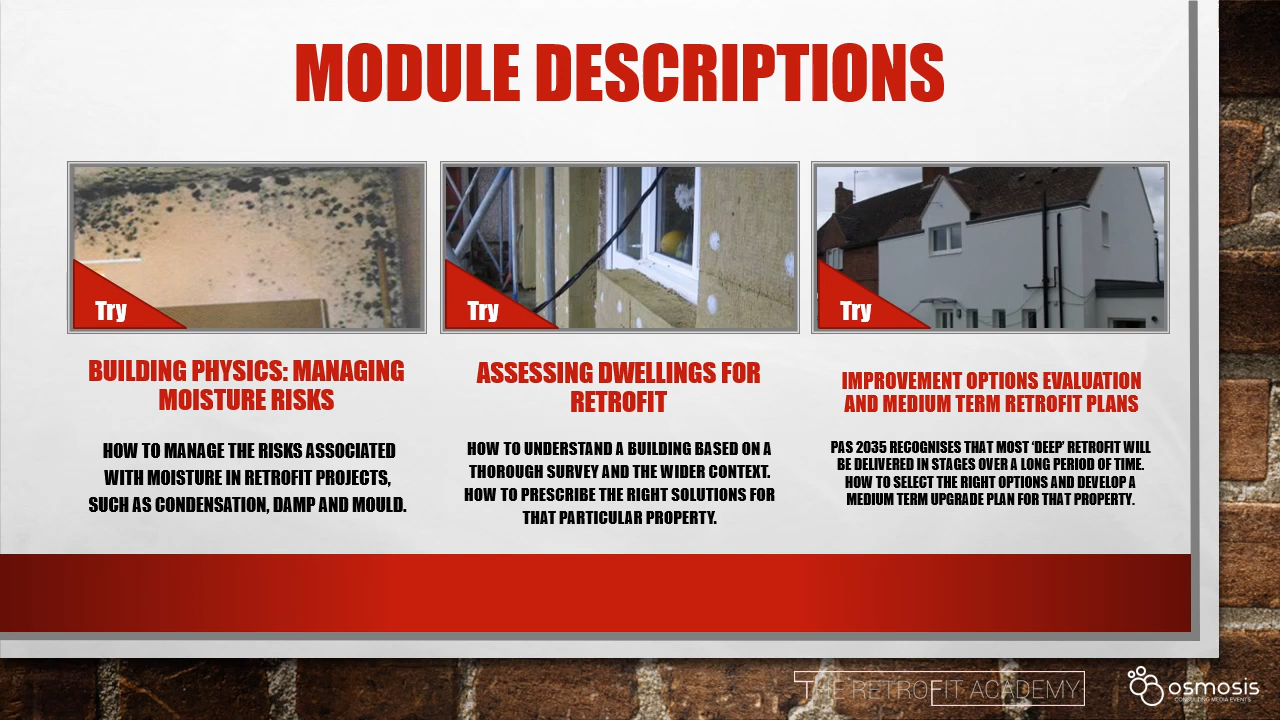 MODULE DESCRIPTIONS
Try
Try
Try
BUILDING PHYSICS: MANAGING
MOISTURE RISKS
HOW TO MANAGE THE RISKS ASSOCIATED
WITH MOISTURE IN RETROFIT PROJECTS,
SUCH AS CONDENSATION, DAMP AND MOULD.
ASSESSING DWELLINGS FOR
RETROFIT
HOW TO UNDERSTAND A BUILDING BASED ON A
THOROUGH SURVEY AND THE WIDER CONTEXT.
HOW TO PRESCRIBE THE RIGHT SOLUTIONS FOR
THAT PARTICULAR PROPERTY.
IMPROVEMENT OPTIONS EVALUATION
AND MEDIUM TERM RETROFIT PLANS
PAS 2035 RECOGNISES THAT MOST ‘DEEP’ RETROFIT WILL
BE DELIVERED IN STAGES OVER A LONG PERIOD OF TIME.
HOW TO SELECT THE RIGHT OPTIONS AND DEVELOP A
MEDIUM TERM UPGRADE PLAN FOR THAT PROPERTY.
THE RETROFIT ACADEMY
osmosis
CONSULTING MEDIA EVENTS